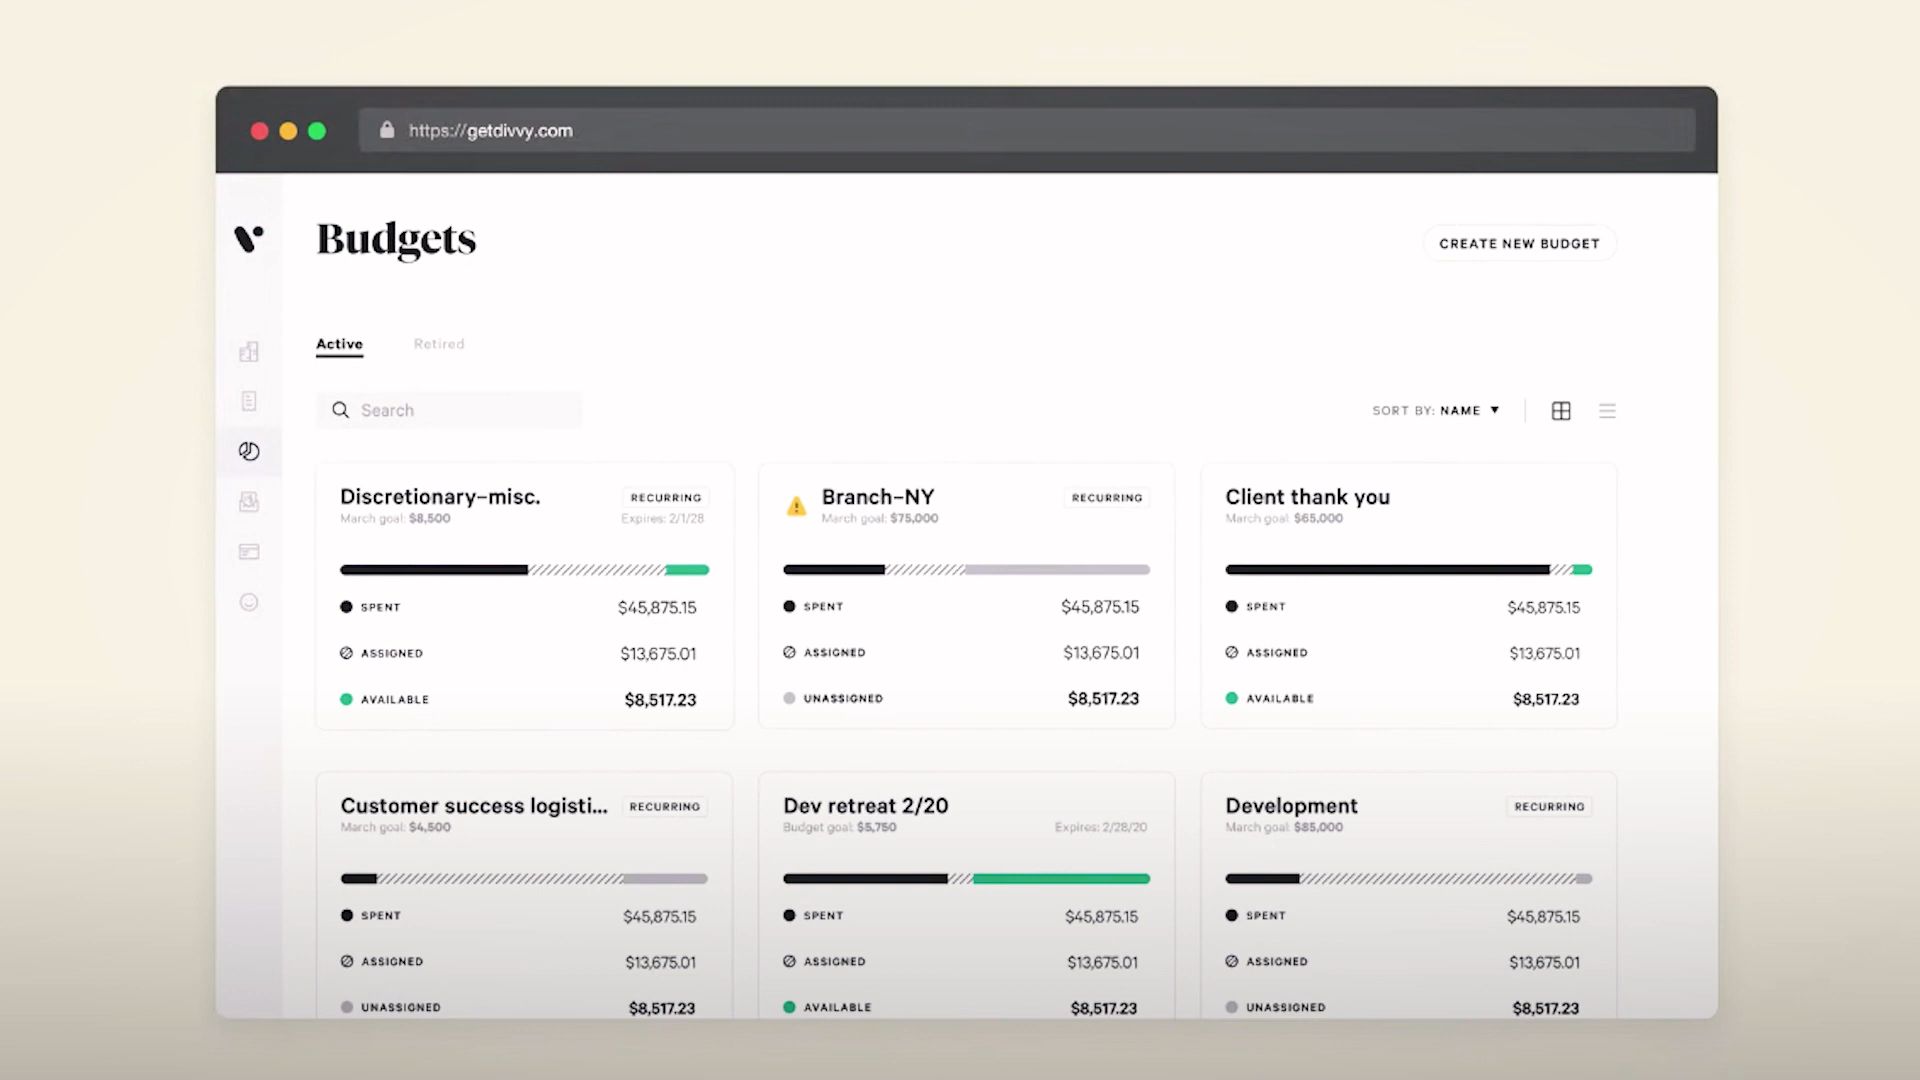 https://getdivvy.com
Budgets
CREATE NEW BUDGET
Active
Retired
Search
SORT BY: NAME
Discretionary-misc.
RECURRING
March goal: $8,500
Expires: 2/1/28
SPENT
$45,875.15
ASSIGNED
$13,675.01
AVAILABLE
$8,517.23
Branch-NY
RECURRING
March goal: $75,000
SPENT
$45,875.15
ASSIGNED
$13,675.01
UNASSIGNED
$8,517.23
Client thank you
March goal: $65,000
SPENT
$45,875.15
ASSIGNED
$13,675.01
AVAILABLE
$8,517.23
Customer success logisti...
RECURRING
March goal: $4,500
SPENT
$45,875.15
ASSIGNED
$13,675.01
UNASSIGNED
$8,517.23
Dev retreat 2/20
Budget goal: $5,750
Expires: 2/28/20
SPENT
$45,875.15
ASSIGNED
$13,675.01
AVAILABLE
$8,517.23
Development
RECURRING
March goal: $85,000
SPENT
$45,875.15
ASSIGNED
$13,675.01
UNASSIGNED
$8,517.23